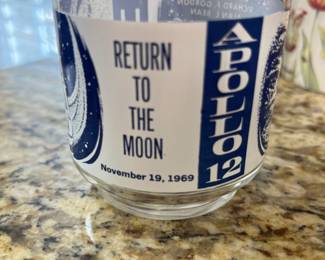 RETURN
TO
THE
MOON
November 19, 1969
APOLLO 12